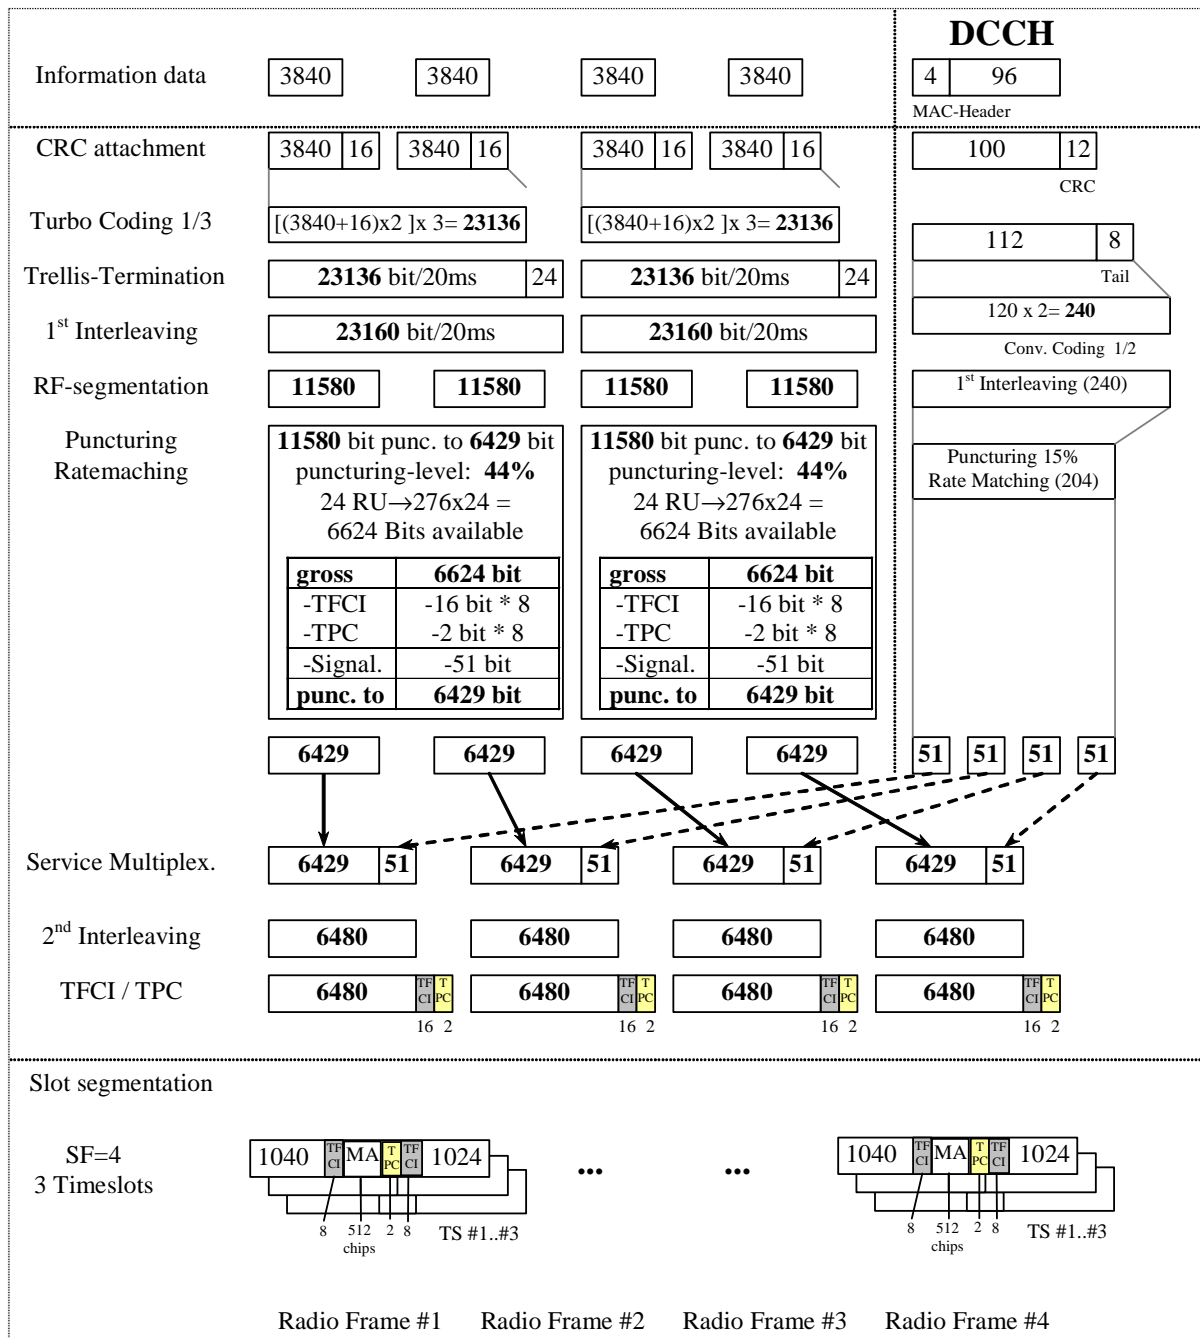 DCCH
Information data 3840 3840 3840 3840 4 96
MAC-Header
CRC attachment 3840 16 3840 16 3840 16 3840 16 100 12
CRC
Turbo Coding 1/3 [(3840+16)x2 ]x 3= 23136 [(3840+16)x2 ]x 3= 23136
112 8
Tail
Trellis-Termination 23136 bit/20ms 24 23136 bit/20ms 24
120 x 2= 240
1st Interleaving 23160 bit/20ms 23160 bit/20ms
Conv. Coding 1/2
RF-segmentation 11580 11580 11580 11580 1st Interleaving (240)
Puncturing
Ratemaching
11580 bit punc. to 6429 bit
puncturing-level: 44%
24 RU→276x24 =
6624 Bits available
gross 6624 bit
-TFCI -16 bit * 8
-TPC -2 bit * 8
-Signal. -51 bit
punc. to 6429 bit
11580 bit punc. to 6429 bit
puncturing-level: 44%
24 RU→276x24 =
6624 Bits available
gross 6624 bit
-TFCI -16 bit * 8
-TPC -2 bit * 8
-Signal. -51 bit
punc. to 6429 bit
Puncturing 15%
Rate Matching (204)
6429 6429 6429 6429 51 51 51 51
Service Multiplex. 6429 51 6429 51 6429 51 6429 51
2nd Interleaving 6480 6480 6480 6480
TFCI / TPC 6480 TF CI T PC 6480 TF CI T PC 6480 TF CI T PC 6480 TF CI T PC
16 2 16 2 16 2 16 2
Slot segmentation
SF=4
3 Timeslots
1040 TF CI MA T PC TF CI 1024
8 512 chips 2 8 TS #1..#3
... ...
1040 TF CI MA T PC TF CI 1024
8 512 chips 2 8 TS #1..#3
Radio Frame #1 Radio Frame #2 Radio Frame #3 Radio Frame #4